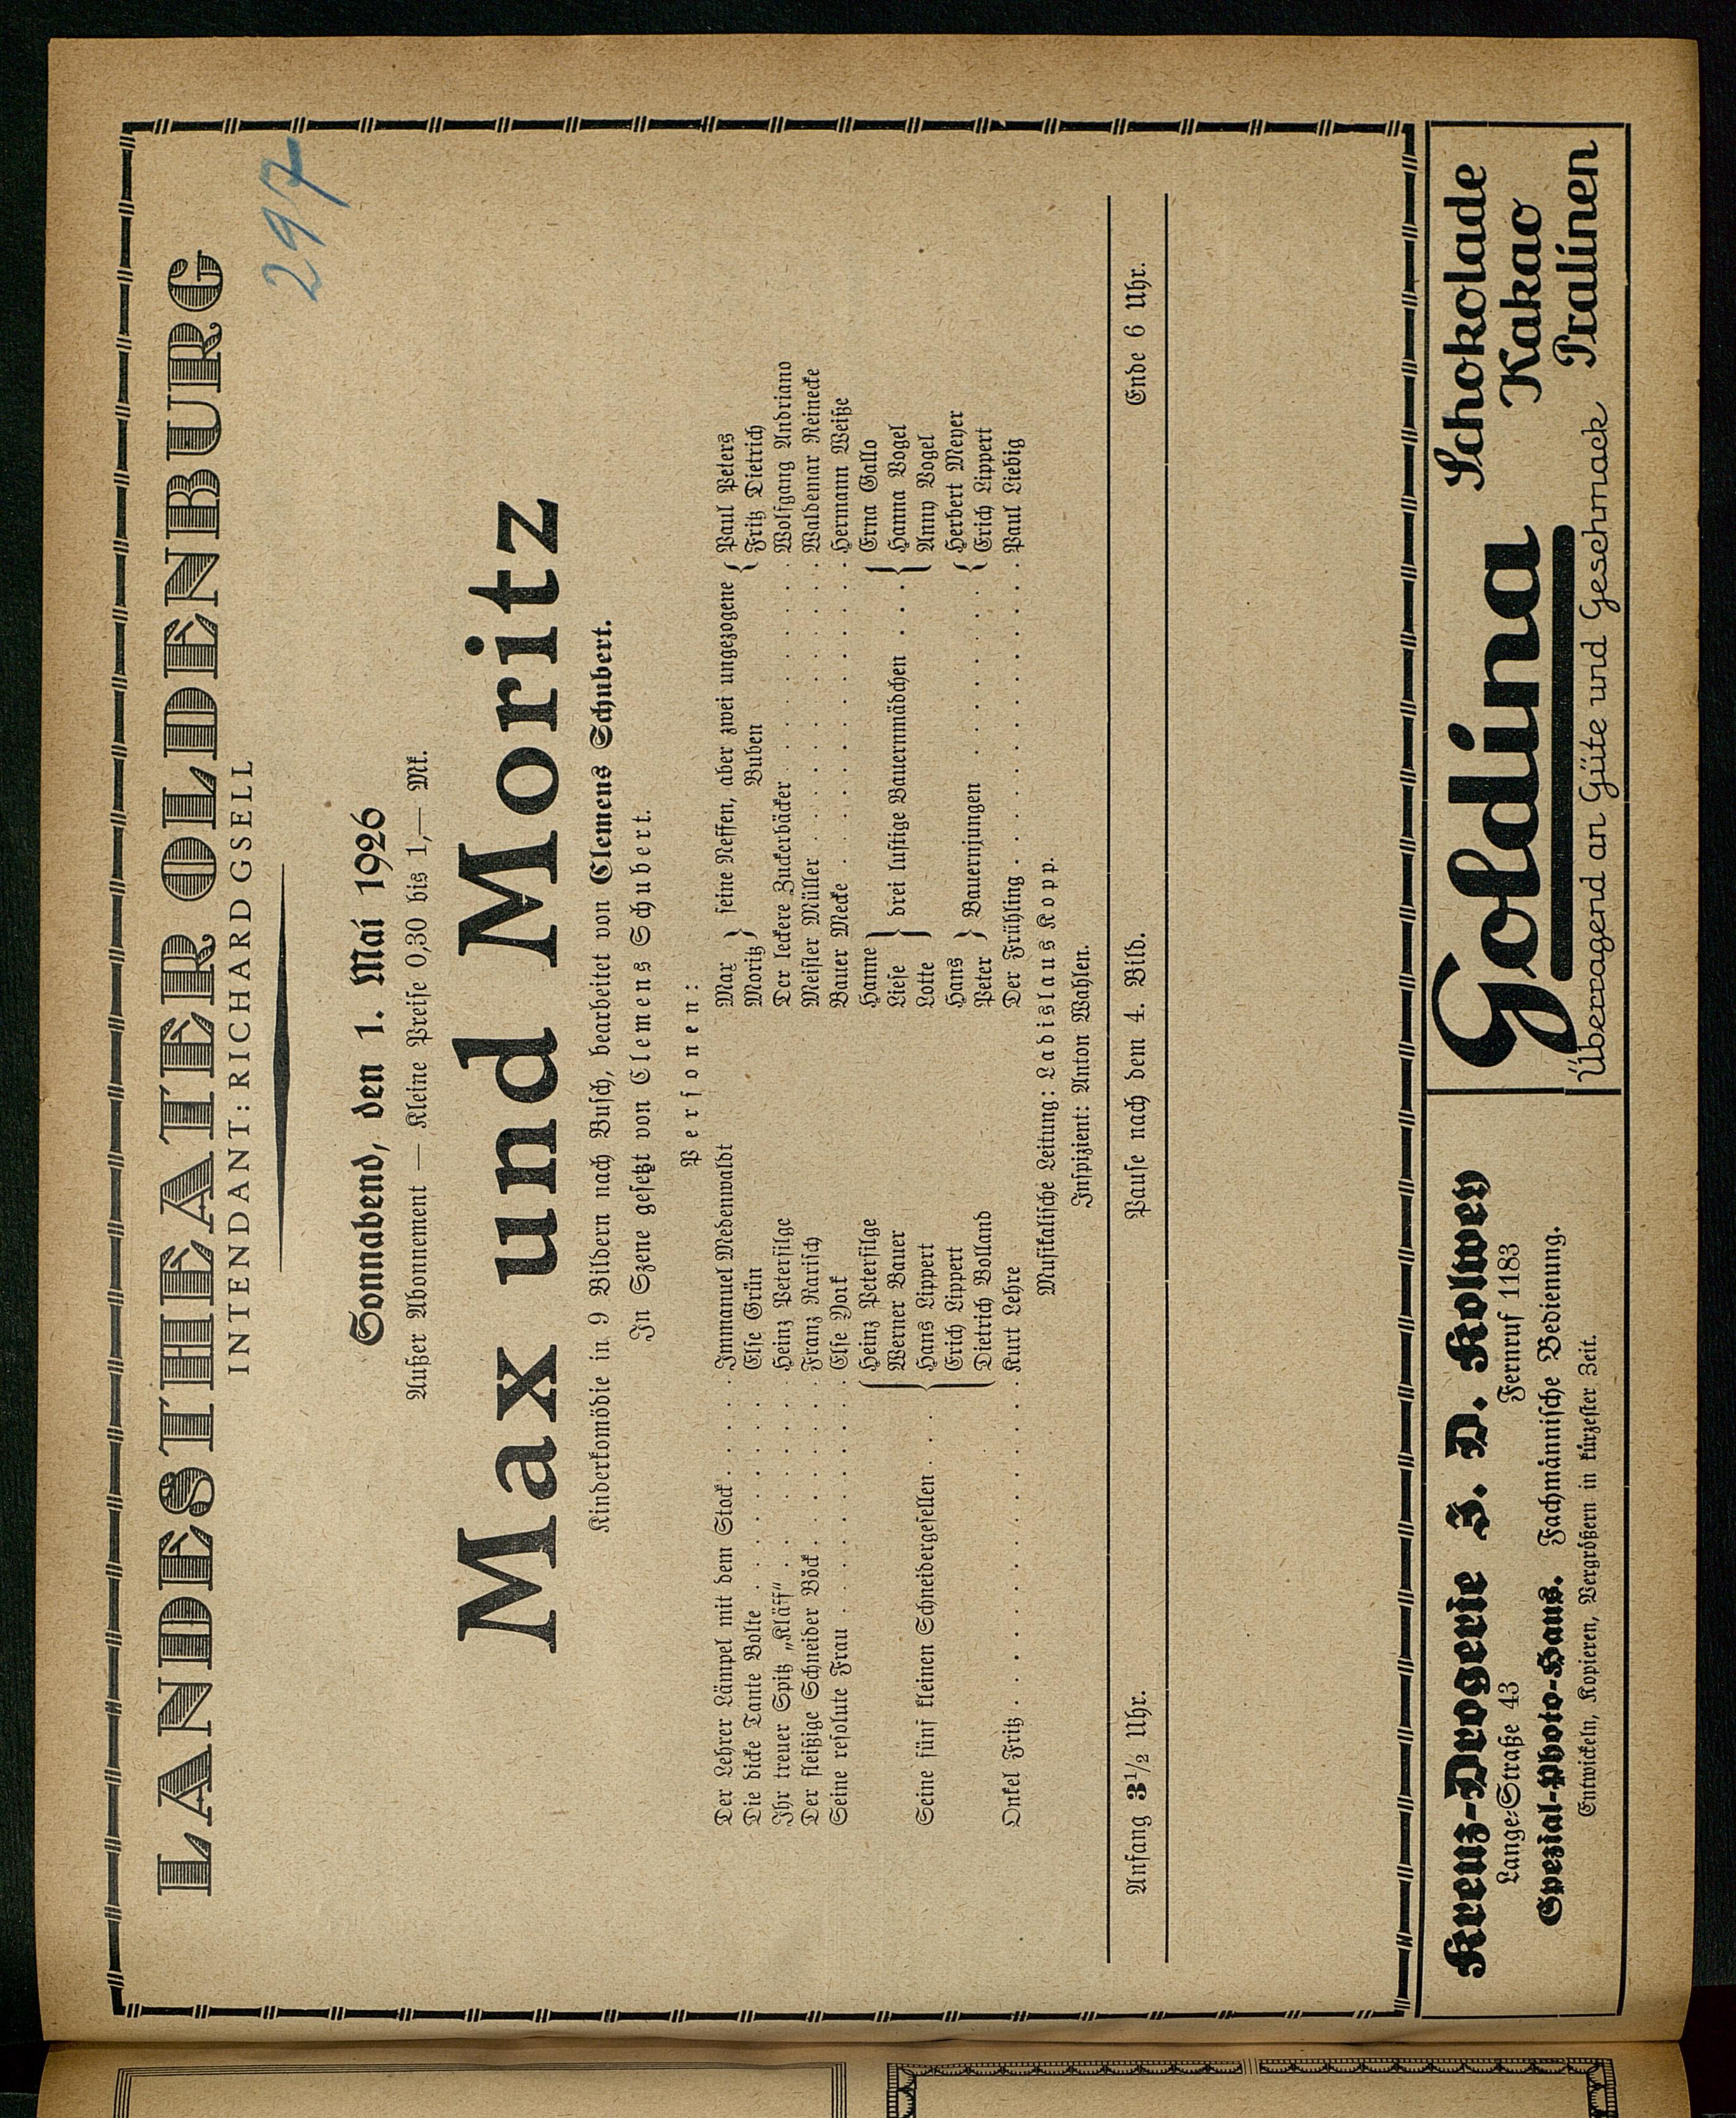 LANDESTHEATER OLDENBURG
INTENDANT: RICHARD GSELL
297
Sonnabend, den 1. Mai 1926
Außer Abonnement — Kleine Preise 0,30 bis 1,— Mk.
Max und Moritz
Kinderkomödie in 9 Bildern nach Busch, bearbeitet von Clemens Schubert.
In Szene gesetzt von Clemens Schubert.
Personen:
Der Lehrer Lämpel mit dem Stock . . . . . Immanuel Medenwaldt
Die dicke Tante Bolte . . . . . . . . . Else Grün
Ihr treuer Spitz „Kläff“ . . . . . . . . Heinz Petersilge
Der fleißige Schneider Böck . . . . . . . Franz Rarisch
Seine resolute Frau . . . . . . . . . . Else York
Seine fünf kleinen Schneidergesellen . . . { Heinz Petersilge
Werner Bauer
Hans Lippert
Erich Lippert
Dietrich Bolland
Onkel Fritz . . . . . . . . . . . . . Kurt Lehre
Max } seine Neffen, aber zwei ungezogene { Paul Peters
Moritz } Buben { Fritz Dietrich
Der leckere Zuckerbäcker . . . . . . . . Wolfgang Andriano
Meister Müller . . . . . . . . . . . Waldemar Reinecke
Bauer Mecke . . . . . . . . . . . . Hermann Weiße
Hanne } { Erna Gallo
Liese } drei lustige Bauernmädchen . . . { Hanna Vogel
Lotte } { Anny Vogel
Hans } Bauernjungen . . . . . . . { Herbert Meyer
Peter } { Erich Lippert
Der Frühling . . . . . . . . . . . . Paul Liebig
Musikalische Leitung: Ladislaus Kopp.
Inspizient: Anton Wahlen.
Anfang 3½ Uhr. Pause nach dem 4. Bild. Ende 6 Uhr.
Kreuz-Drogerie J. D. Kolwey
Lange-Straße 43 Fernruf 1183
Spezial-Photo-Haus. Fachmännische Bedienung.
Entwickeln, Kopieren, Vergrößern in kürzester Zeit.
Goldina Schokolade
Kakao
Pralinen
Überragend an Güte und Geschmack